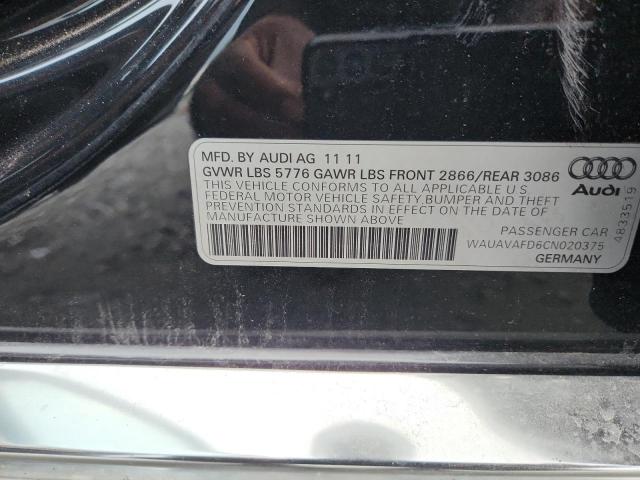 MFD. BY AUDI AG 11 11
GVWR LBS 5776 GAWR LBS FRONT 2866/REAR 3086
THIS VEHICLE CONFORMS TO ALL APPLICABLE U S
FEDERAL MOTOR VEHICLE SAFETY,BUMPER AND THEFT
PREVENTION STANDARDS IN EFFECT ON THE DATE OF
MANUFACTURE SHOWN ABOVE
PASSENGER CAR
WAUAVAFD6CN020375
GERMANY
Audi
4833519